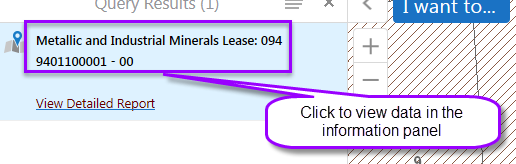 Query Results (1)
I want to...
Metallic and Industrial Minerals Lease: 094
9401100001 - 00
View Detailed Report
Click to view data in the
information panel